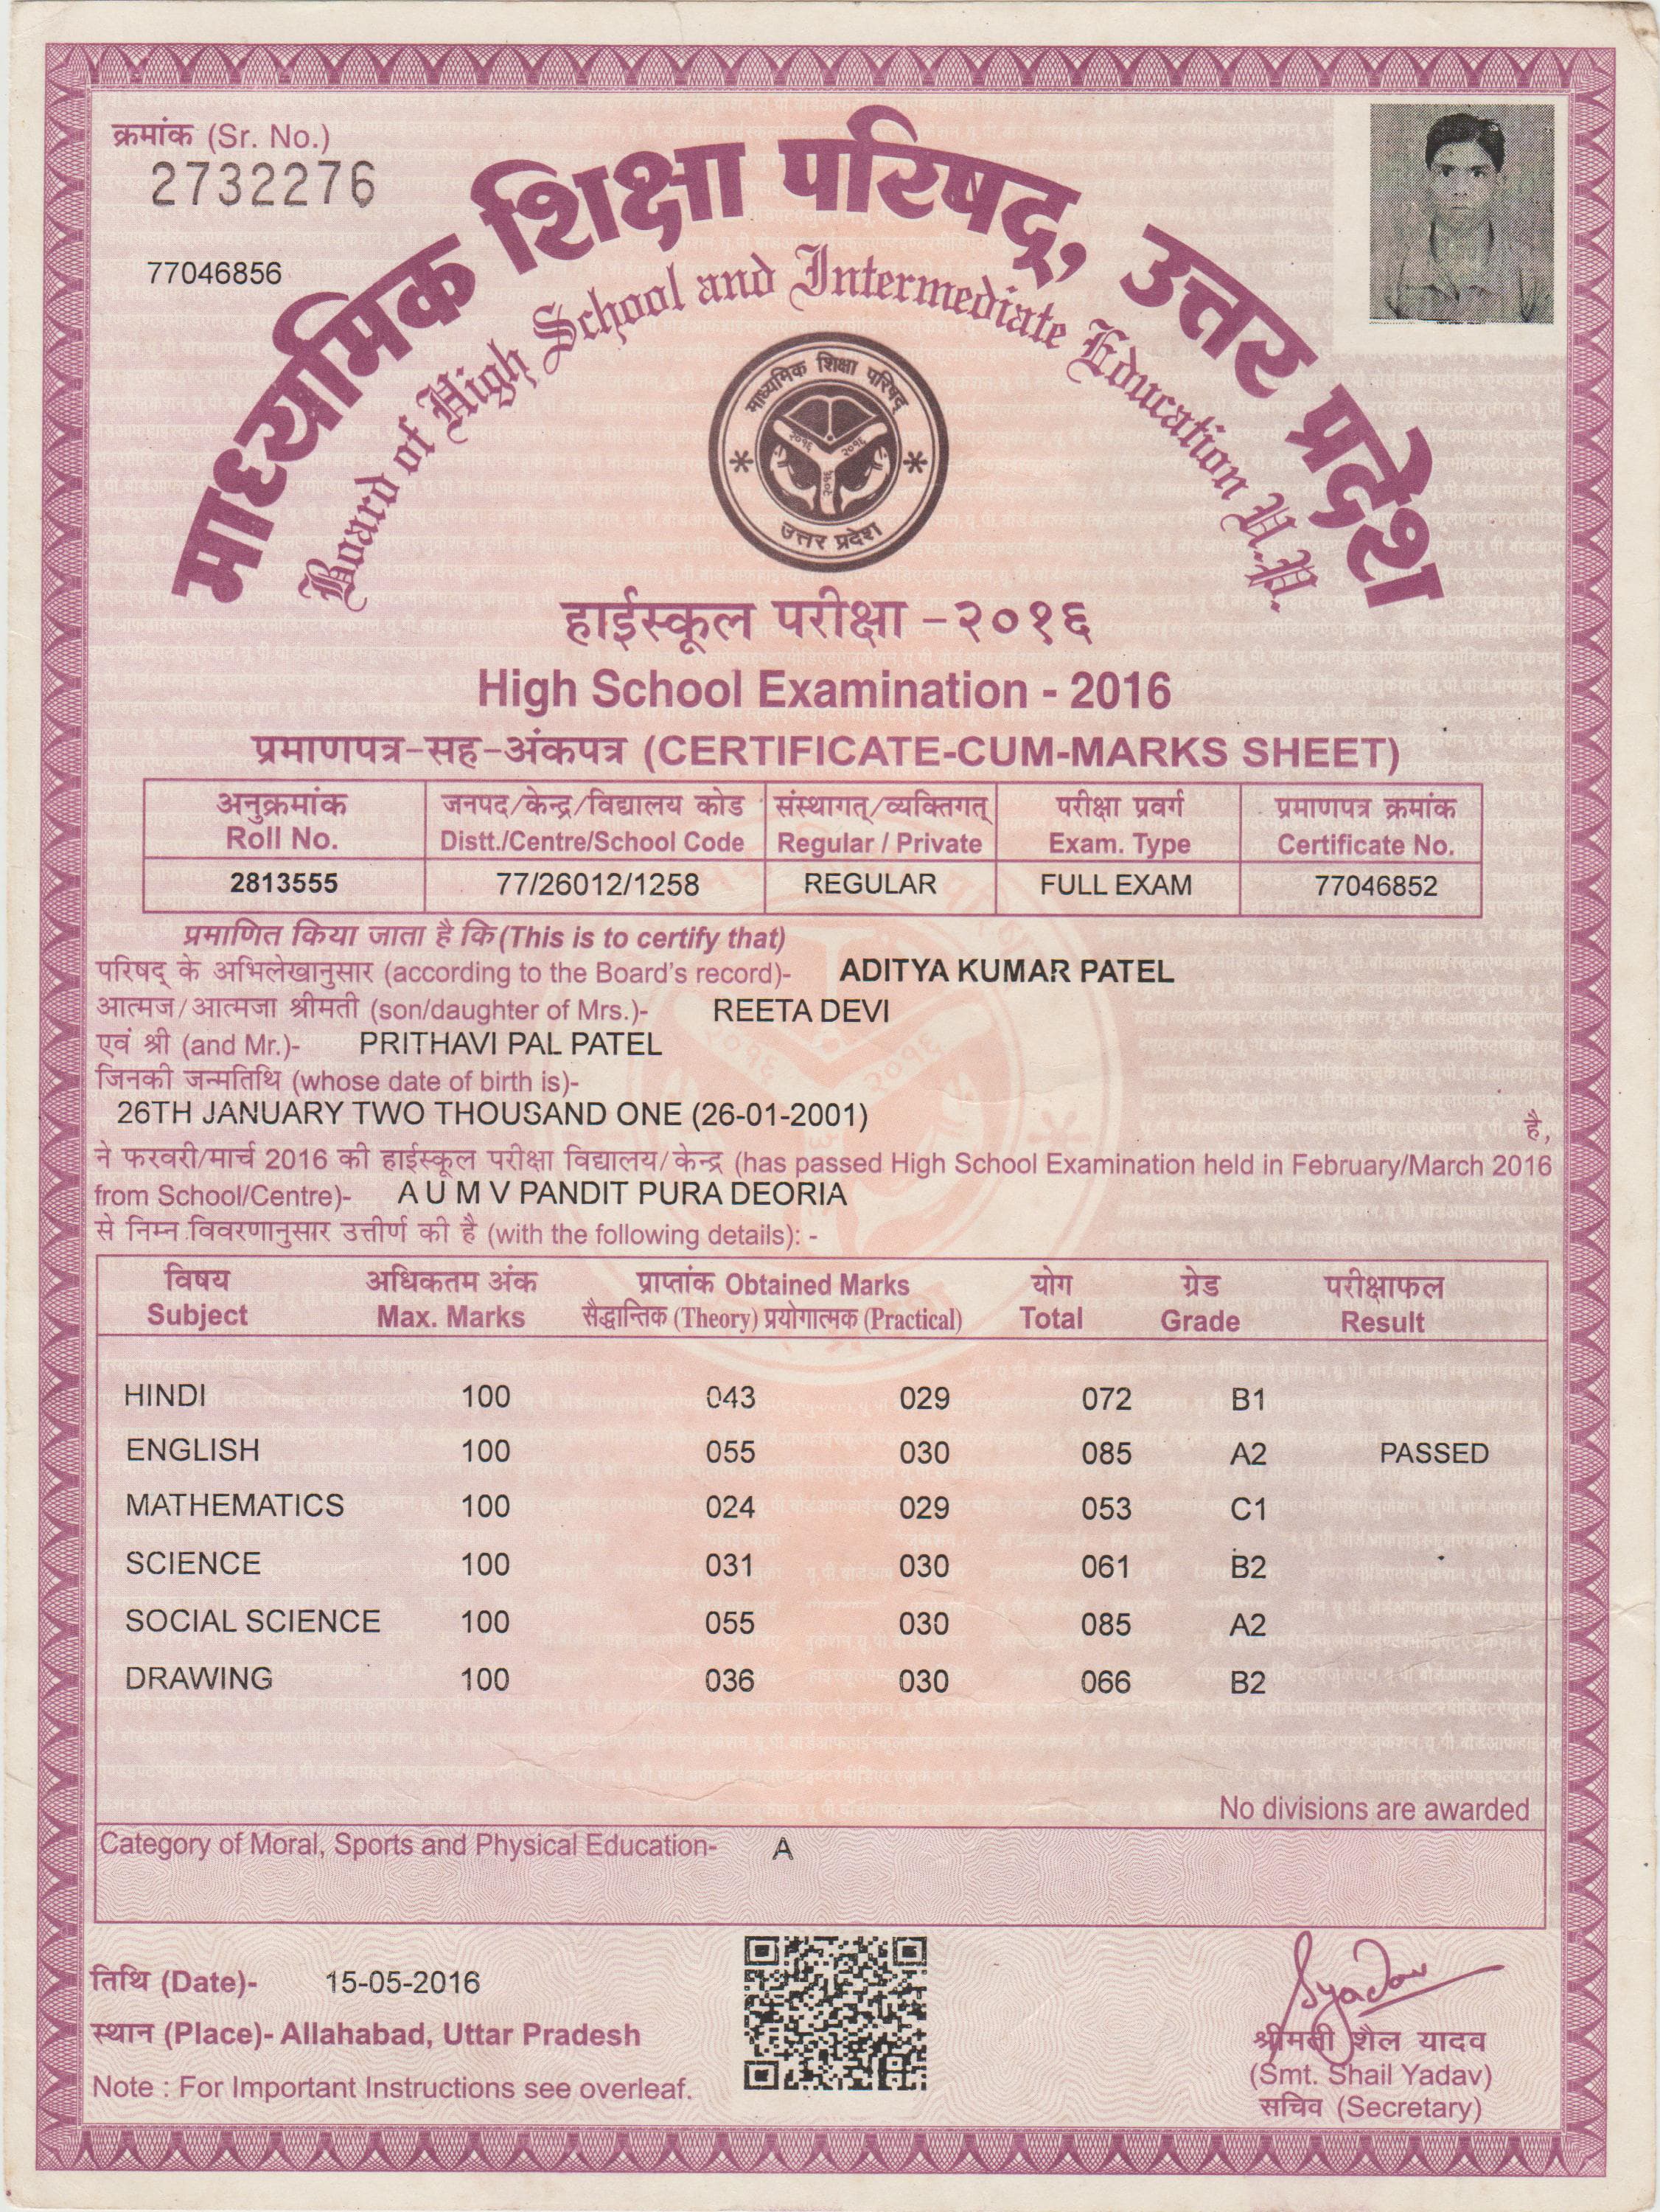 क्रमांक (Sr. No.)
2732276
77046856
माध्यमिक शिक्षा परिषद्, उत्तर प्रदेश
Board of High School and Intermediate Education U.P.
माध्यमिक शिक्षा परिषद्
२०१६ २०१६
२०१६
उत्तर प्रदेश
हाईस्कूल परीक्षा - २०१६
High School Examination - 2016
प्रमाणपत्र-सह-अंकपत्र (CERTIFICATE-CUM-MARKS SHEET)
अनुक्रमांक जनपद/केन्द्र/विद्यालय कोड संस्थागत्/व्यक्तिगत् परीक्षा प्रवर्ग प्रमाणपत्र क्रमांक
Roll No. Distt./Centre/School Code Regular / Private Exam. Type Certificate No.
2813555 77/26012/1258 REGULAR FULL EXAM 77046852
प्रमाणित किया जाता है कि (This is to certify that)
परिषद् के अभिलेखानुसार (according to the Board's record)- ADITYA KUMAR PATEL
आत्मज/आत्मजा श्रीमती (son/daughter of Mrs.)- REETA DEVI
एवं श्री (and Mr.)- PRITHAVI PAL PATEL
जिनकी जन्मतिथि (whose date of birth is)-
26TH JANUARY TWO THOUSAND ONE (26-01-2001) है,
ने फरवरी/मार्च 2016 की हाईस्कूल परीक्षा विद्यालय/केन्द्र (has passed High School Examination held in February/March 2016
from School/Centre)- A U M V PANDIT PURA DEORIA
से निम्न विवरणानुसार उत्तीर्ण की है (with the following details): -
विषय अधिकतम अंक प्राप्तांक Obtained Marks योग ग्रेड परीक्षाफल
Subject Max. Marks सैद्धान्तिक (Theory) प्रयोगात्मक (Practical) Total Grade Result
HINDI 100 043 029 072 B1
ENGLISH 100 055 030 085 A2 PASSED
MATHEMATICS 100 024 029 053 C1
SCIENCE 100 031 030 061 B2
SOCIAL SCIENCE 100 055 030 085 A2
DRAWING 100 036 030 066 B2
No divisions are awarded
Category of Moral, Sports and Physical Education- A
तिथि (Date)- 15-05-2016
स्थान (Place)- Allahabad, Uttar Pradesh
Note : For Important Instructions see overleaf.
Syadav
श्रीमती शैल यादव
(Smt. Shail Yadav)
सचिव (Secretary)